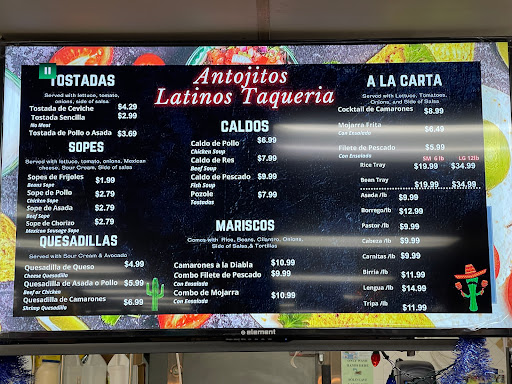 Antojitos
Latinos Taqueria
TOSTADAS
Served with lettuce, tomato,
onions, side of salsa
Tostada de Ceviche $4.29
Tostada Sencilla $2.99
No Meat
Tostada de Pollo o Asada $3.69
SOPES
Served with lettuce, tomato, onions, Mexican
cheese, Sour Cream, Side of Salsa
Sopes de Frijoles $1.99
Beans Sope
Sope de Pollo $2.79
Chicken Sope
Sope de Asada $2.79
Beef Sope
Sope de Chorizo $2.79
Mexican Sausage Sope
QUESADILLAS
Served with Sour Cream & Avocado
Quesadilla de Queso $4.99
Cheese Quesadilla
Quesadilla de Asada o Pollo $5.99
Beef or Chicken
Quesadilla de Camarones $6.99
Shrimp Quesadilla
CALDOS
Caldo de Pollo $6.99
Chicken Soup
Caldo de Res $7.99
Beef Soup
Caldo de Pescado $9.99
Fish Soup
Pozole $7.99
Tostadas
MARISCOS
Comes with Rice, Beans, Cilantro, Onions,
Side of Salsa,& Tortillas
Camarones a la Diabla $10.99
Combo Filete de Pescado $9.99
Con Ensalada
Combo de Mojarra $10.99
Con Ensalada
A LA CARTA
Served with Lettuce, Tomatoes,
Onions, and Side of Salsa
Cocktail de Camarones $8.99
Mojarra Frita $6.49
Con Ensalada
Filete de Pescado $5.99
Con Ensalada
SM 6 lb LG 12lb
Rice Tray $19.99 $34.99
Bean Tray $19.99 $34.99
Asada /lb $9.99
Borrego/lb $12.99
Pastor /lb $9.99
Cabeza /lb $9.99
Carnitas /lb $9.99
Birria /lb $11.99
Lengua /lb $14.99
Tripa /lb $11.99
element